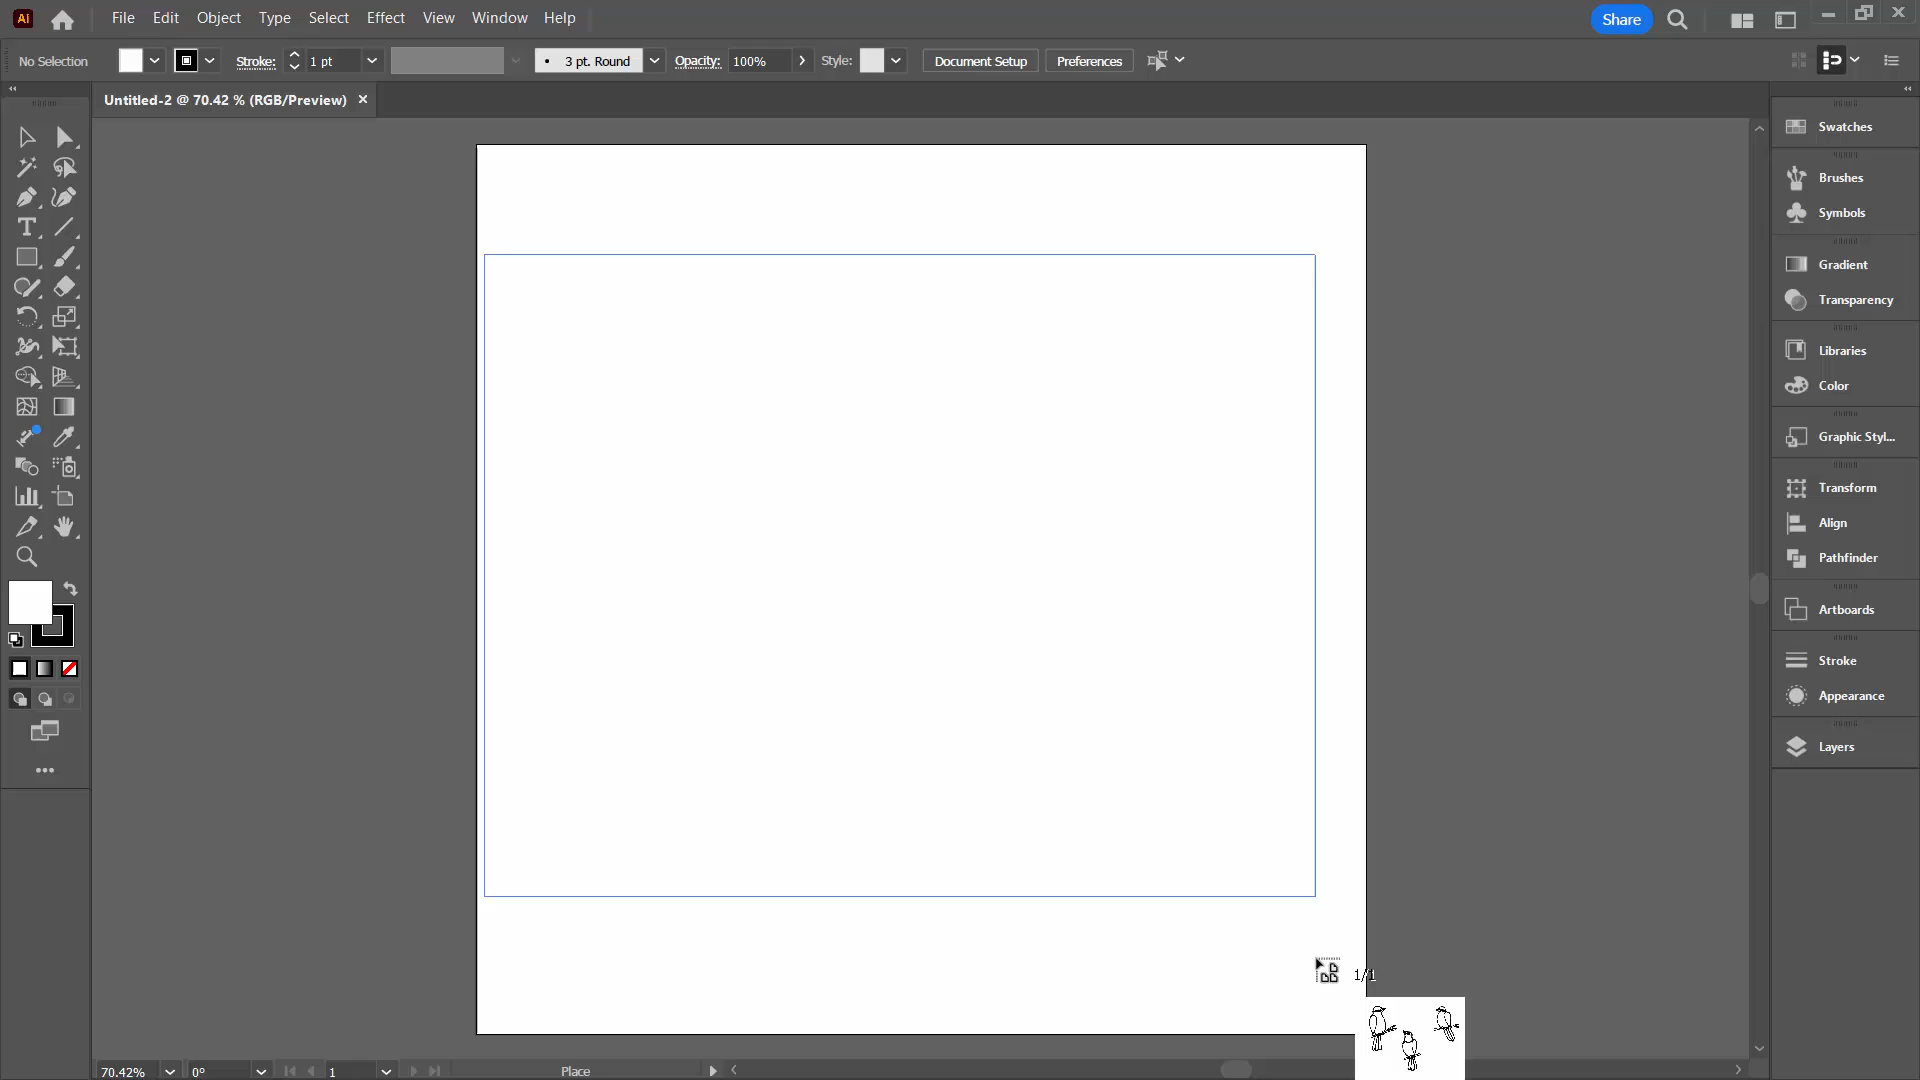 Ai File Edit Object Type Select Effect View Window Help Share
No Selection Stroke: 1 pt 3 pt. Round Opacity: 100% Style: Document Setup Preferences
Untitled-2 @ 70.42 % (RGB/Preview)
Swatches
Brushes
Symbols
Gradient
Transparency
Libraries
Color
Graphic Styl...
Transform
Align
Pathfinder
Artboards
Stroke
Appearance
Layers
1/1
70.42% 0° 1 Place